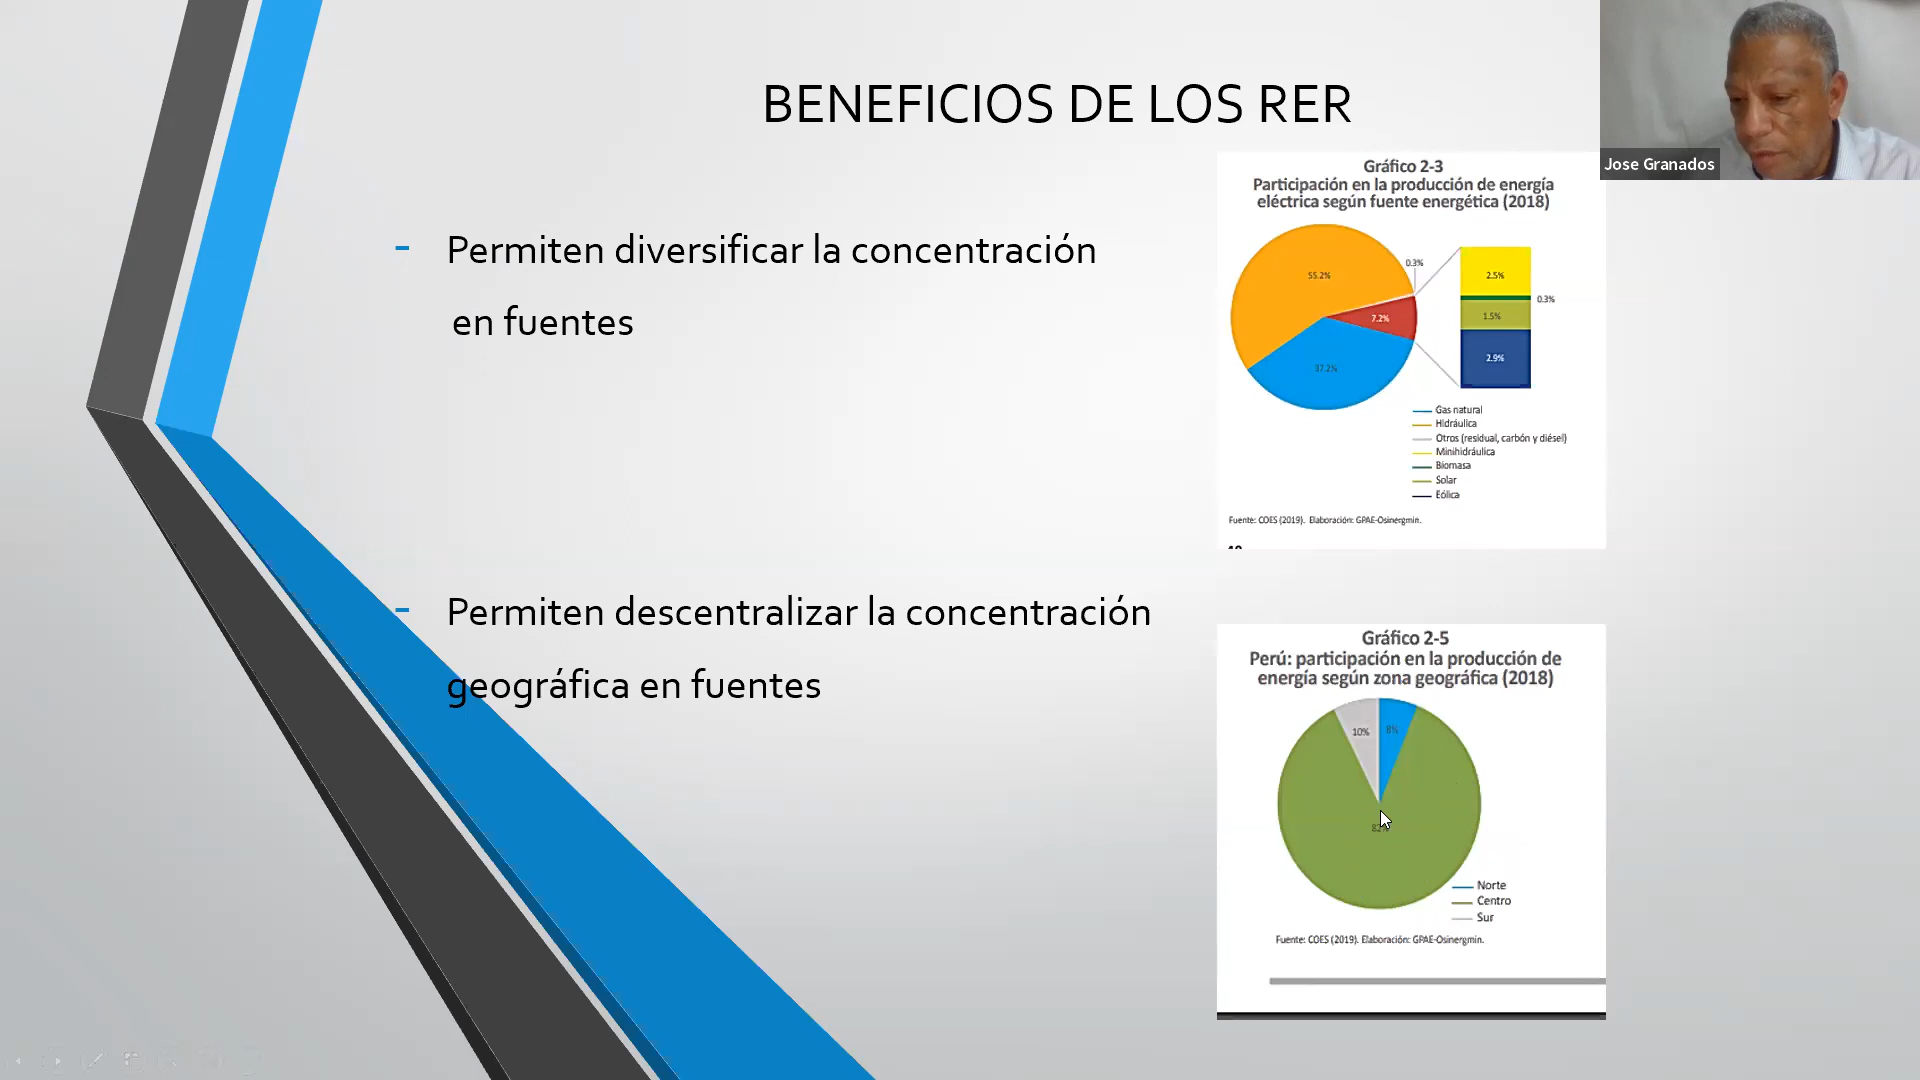 BENEFICIOS DE LOS RER
Jose Granados
- Permiten diversificar la concentración
en fuentes
Gráfico 2-3
Participación en la producción de energía
eléctrica según fuente energética (2018)
55.2%
0.3%
7.2%
37.2%
2.5%
0.3%
1.5%
2.9%
Gas natural
Hidráulica
Otros (residual, carbón y diésel)
Minihidráulica
Biomasa
Solar
Eólica
Fuente: COES (2019). Elaboración: GPAE-Osinergmin.
- Permiten descentralizar la concentración
geográfica en fuentes
Gráfico 2-5
Perú: participación en la producción de
energía según zona geográfica (2018)
10%
8%
Norte
Centro
Sur
Fuente: COES (2019). Elaboración: GPAE-Osinergmin.